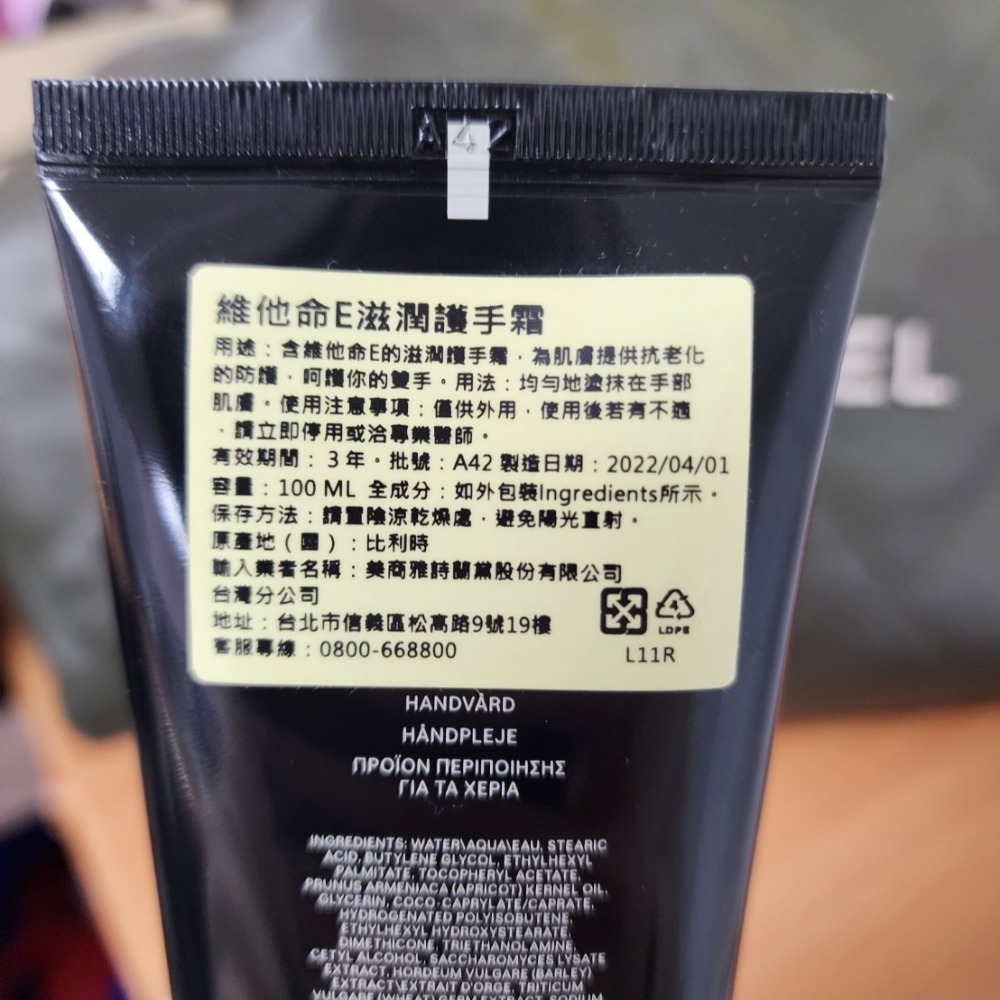 A42
EL
維他命E滋潤護手霜
用途：含維他命E的滋潤護手霜，為肌膚提供抗老化
的防護，呵護你的雙手。用法：均勻地塗抹在手部
肌膚。使用注意事項：僅供外用，使用後若有不適
，請立即停用或洽專業醫師。
有效期間：3年。批號：A42 製造日期：2022/04/01
容量：100 ML 全成分：如外包裝Ingredients所示。
保存方法：請置陰涼乾燥處，避免陽光直射。
原產地（國）：比利時
輸入業者名稱：美商雅詩蘭黛股份有限公司
台灣分公司
地址：台北市信義區松高路9號19樓
客服專線：0800-668800
4
LDPE
L11R
HANDVÅRD
HÅNDPLEJE
ΠΡΟΪΟΝ ΠΕΡΙΠΟΙΗΣΗΣ
ΓΙΑ ΤΑ ΧΕΡΙΑ
INGREDIENTS: WATER\AQUA\EAU, STEARIC
ACID, BUTYLENE GLYCOL, ETHYLHEXYL
PALMITATE, TOCOPHERYL ACETATE,
PRUNUS ARMENIACA (APRICOT) KERNEL OIL,
GLYCERIN, COCO-CAPRYLATE/CAPRATE,
HYDROGENATED POLYISOBUTENE,
ETHYLHEXYL HYDROXYSTEARATE,
DIMETHICONE, TRIETHANOLAMINE,
CETYL ALCOHOL, SACCHAROMYCES LYSATE
EXTRACT, HORDEUM VULGARE (BARLEY)
EXTRACT\EXTRAIT D'ORGE, TRITICUM
VULGARE (WHEAT) GERM EXTRACT, SODIUM